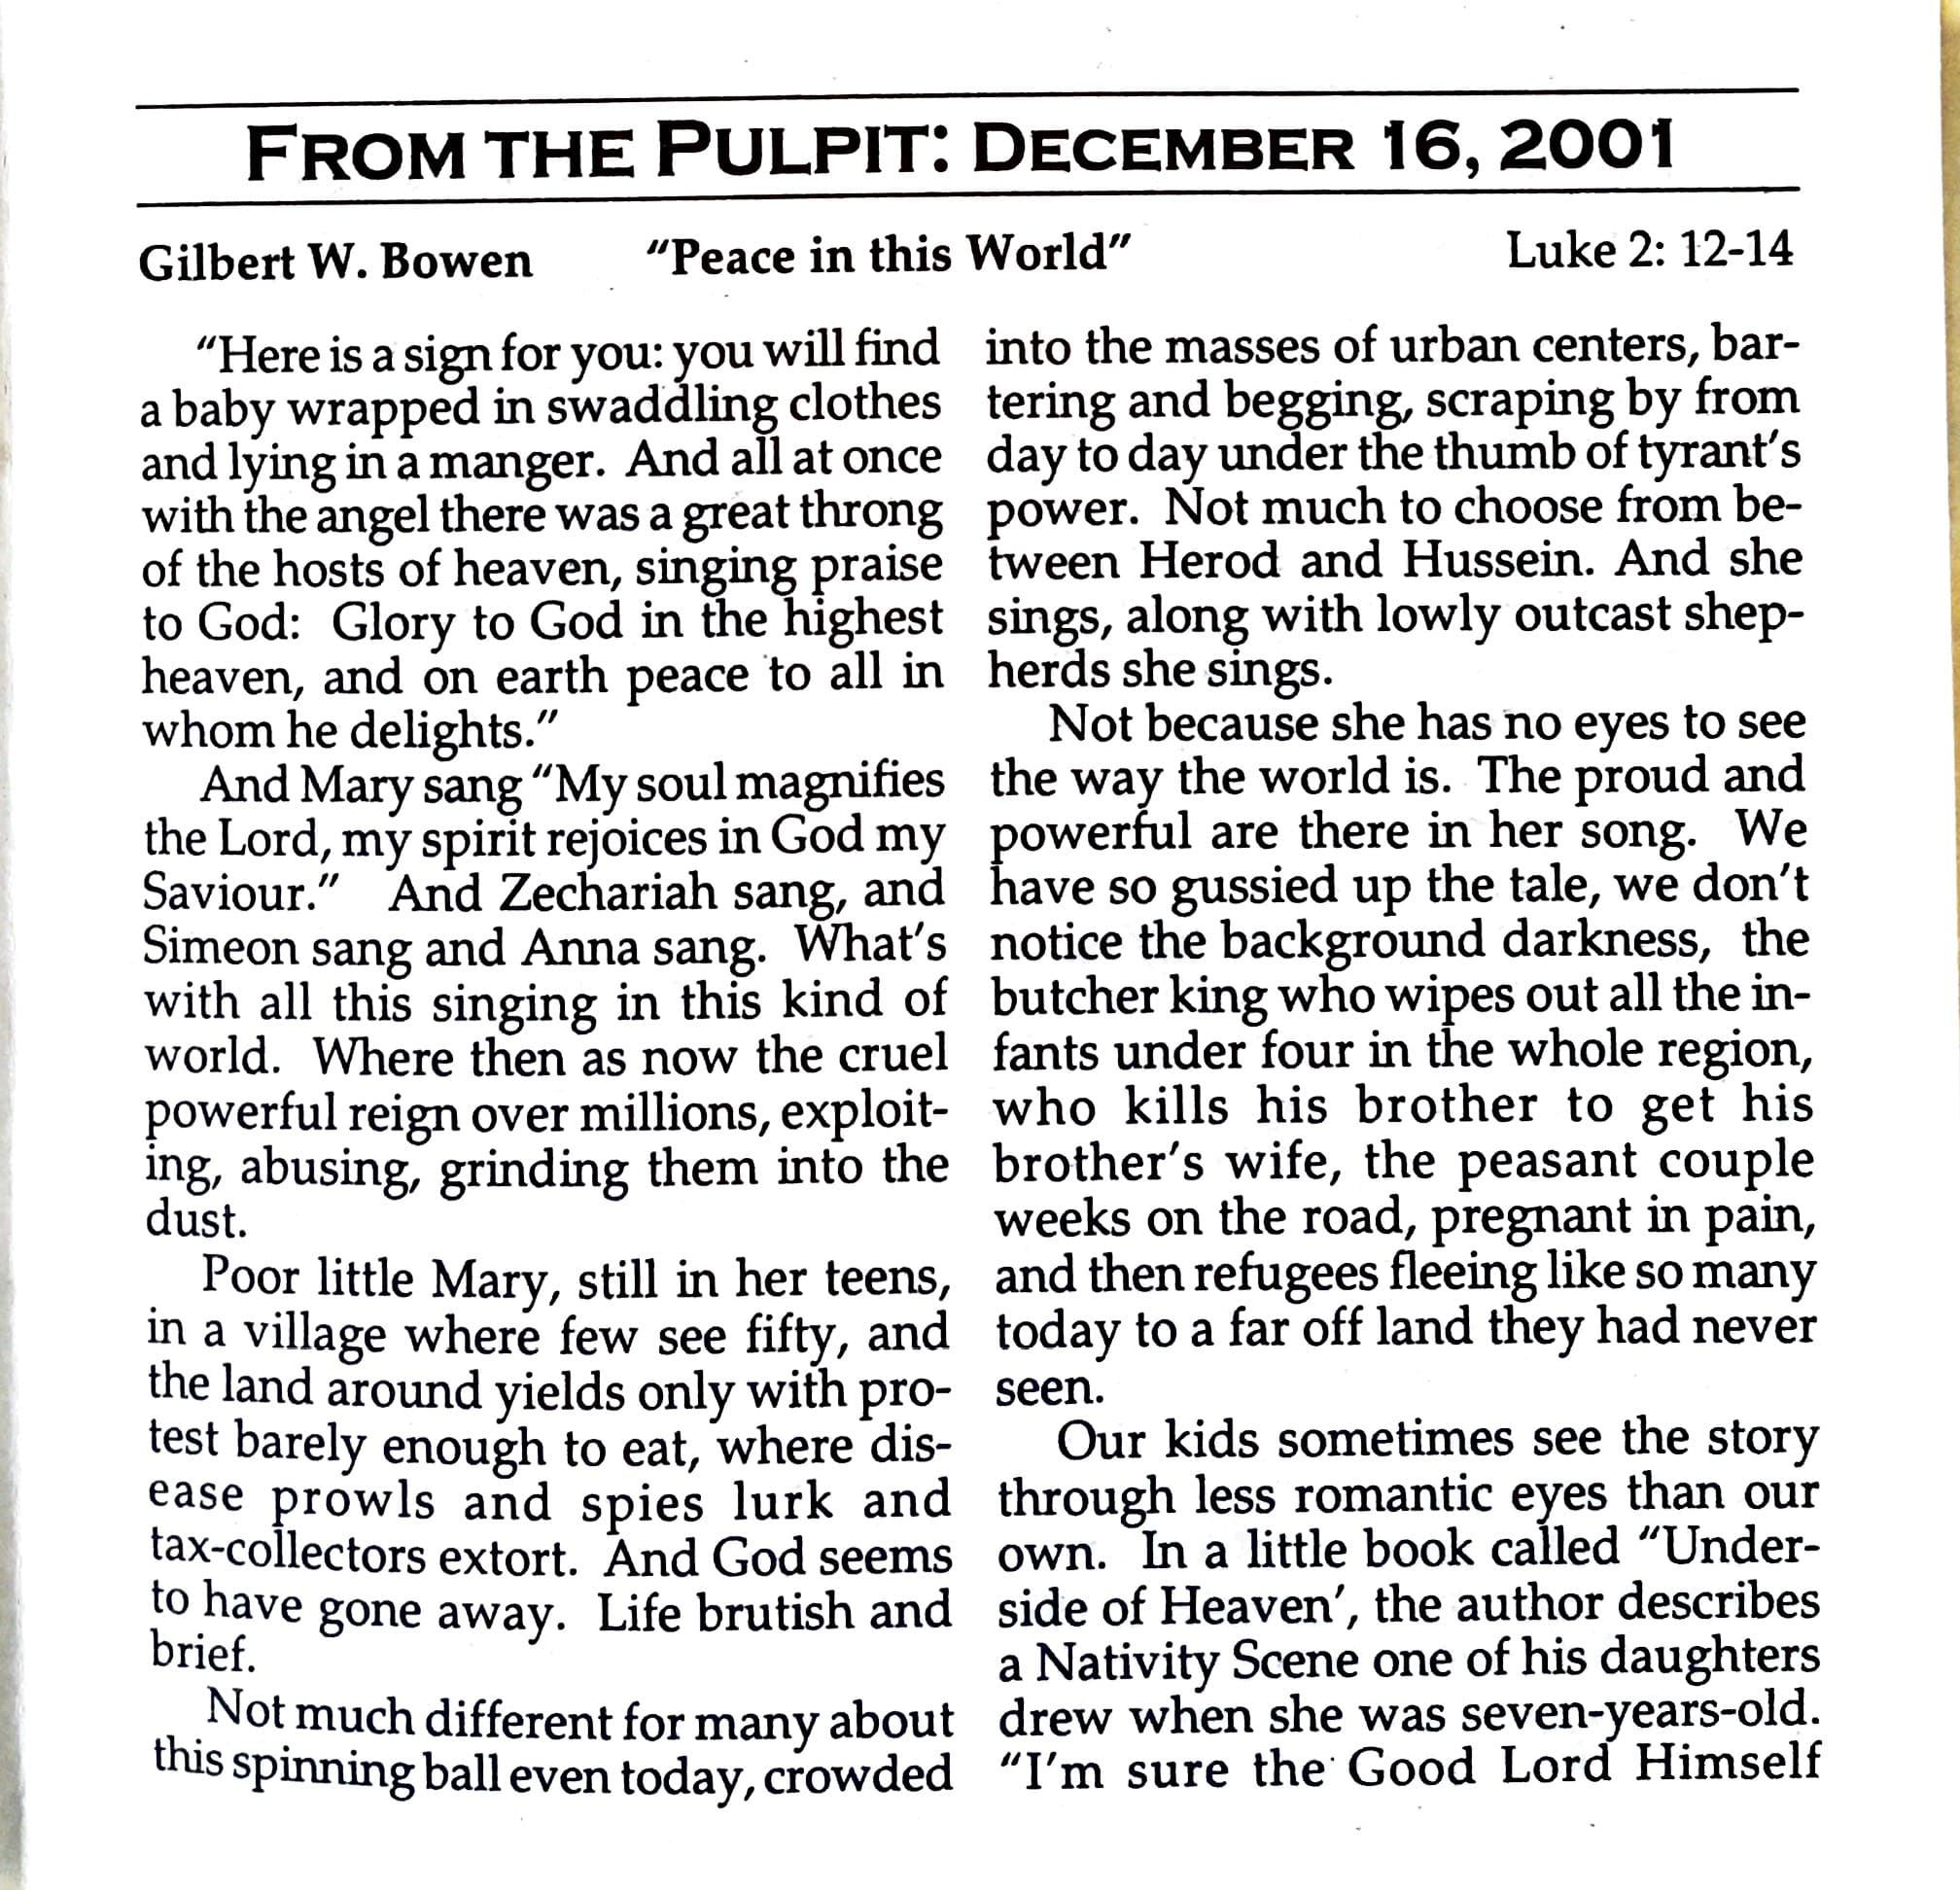 FROM THE PULPIT: DECEMBER 16, 2001
Gilbert W. Bowen "Peace in this World" Luke 2: 12-14
"Here is a sign for you: you will find
a baby wrapped in swaddling clothes
and lying in a manger. And all at once
with the angel there was a great throng
of the hosts of heaven, singing praise
to God: Glory to God in the highest
heaven, and on earth peace to all in
whom he delights."
And Mary sang "My soul magnifies
the Lord, my spirit rejoices in God my
Saviour." And Zechariah sang, and
Simeon sang and Anna sang. What's
with all this singing in this kind of
world. Where then as now the cruel
powerful reign over millions, exploit-
ing, abusing, grinding them into the
dust.
Poor little Mary, still in her teens,
in a village where few see fifty, and
the land around yields only with pro-
test barely enough to eat, where dis-
ease prowls and spies lurk and
tax-collectors extort. And God seems
to have gone away. Life brutish and
brief.
Not much different for many about
this spinning ball even today, crowded
into the masses of urban centers, bar-
tering and begging, scraping by from
day to day under the thumb of tyrant's
power. Not much to choose from be-
tween Herod and Hussein. And she
sings, along with lowly outcast shep-
herds she sings.
Not because she has no eyes to see
the way the world is. The proud and
powerful are there in her song. We
have so gussied up the tale, we don't
notice the background darkness, the
butcher king who wipes out all the in-
fants under four in the whole region,
who kills his brother to get his
brother's wife, the peasant couple
weeks on the road, pregnant in pain,
and then refugees fleeing like so many
today to a far off land they had never
seen.
Our kids sometimes see the story
through less romantic eyes than our
own. In a little book called "Under-
side of Heaven', the author describes
a Nativity Scene one of his daughters
drew when she was seven-years-old.
"I'm sure the Good Lord Himself